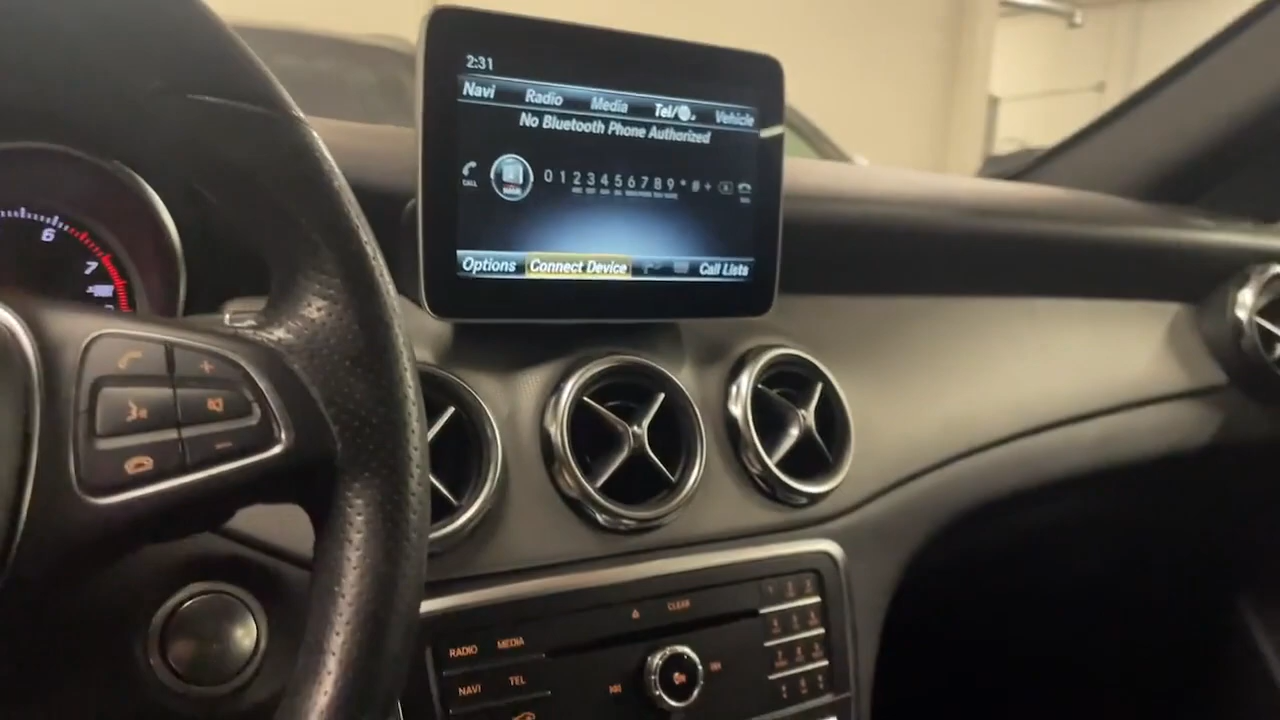 2:31
Navi Radio Media Tel/ Vehicle
No Bluetooth Phone Authorized
CALL 0 1 2 3 4 5 6 7 8 9 * # +
Options Connect Device Call Lists
6
7
CLEAR
RADIO MEDIA
NAVI TEL